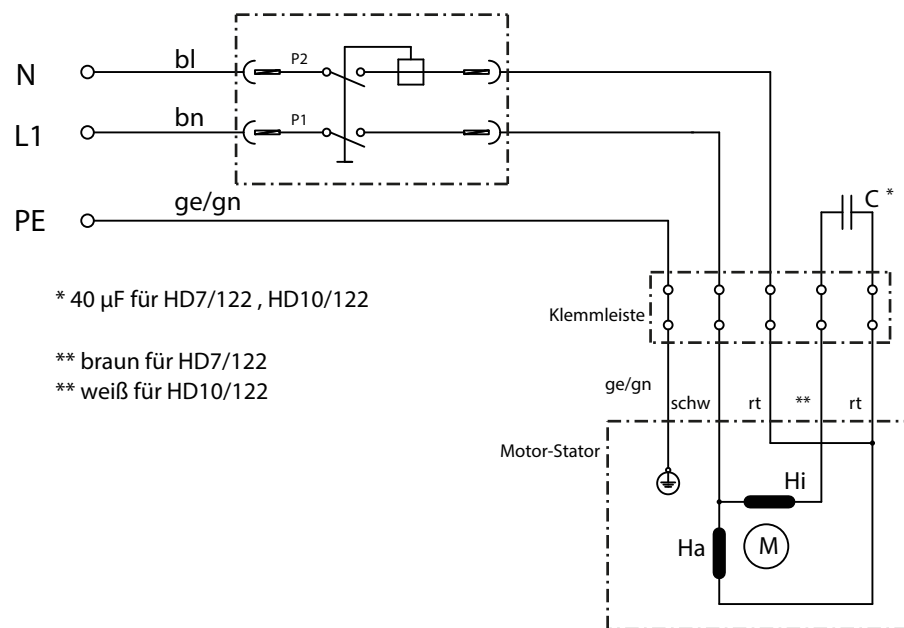 N
bl
P2
L1
bn
P1
PE
ge/gn
C *
* 40 µF für HD7/122 , HD10/122
Klemmleiste
** braun für HD7/122
** weiß für HD10/122
ge/gn
schw
rt
**
rt
Motor-Stator
Hi
Ha
M